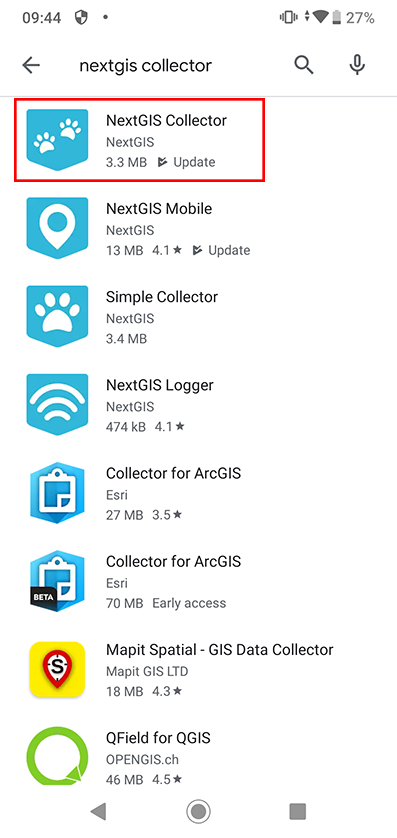 09:44 27%
nextgis collector
NextGIS Collector
NextGIS
3.3 MB Update
NextGIS Mobile
NextGIS
13 MB 4.1★ Update
Simple Collector
NextGIS
3.4 MB
NextGIS Logger
NextGIS
474 kB 4.1★
Collector for ArcGIS
Esri
27 MB 3.5★
Collector for ArcGIS
Esri
BETA
70 MB Early access
Mapit Spatial - GIS Data Collector
S
Mapit GIS LTD
18 MB 4.3★
QField for QGIS
OPENGIS.ch
46 MB 4.5★